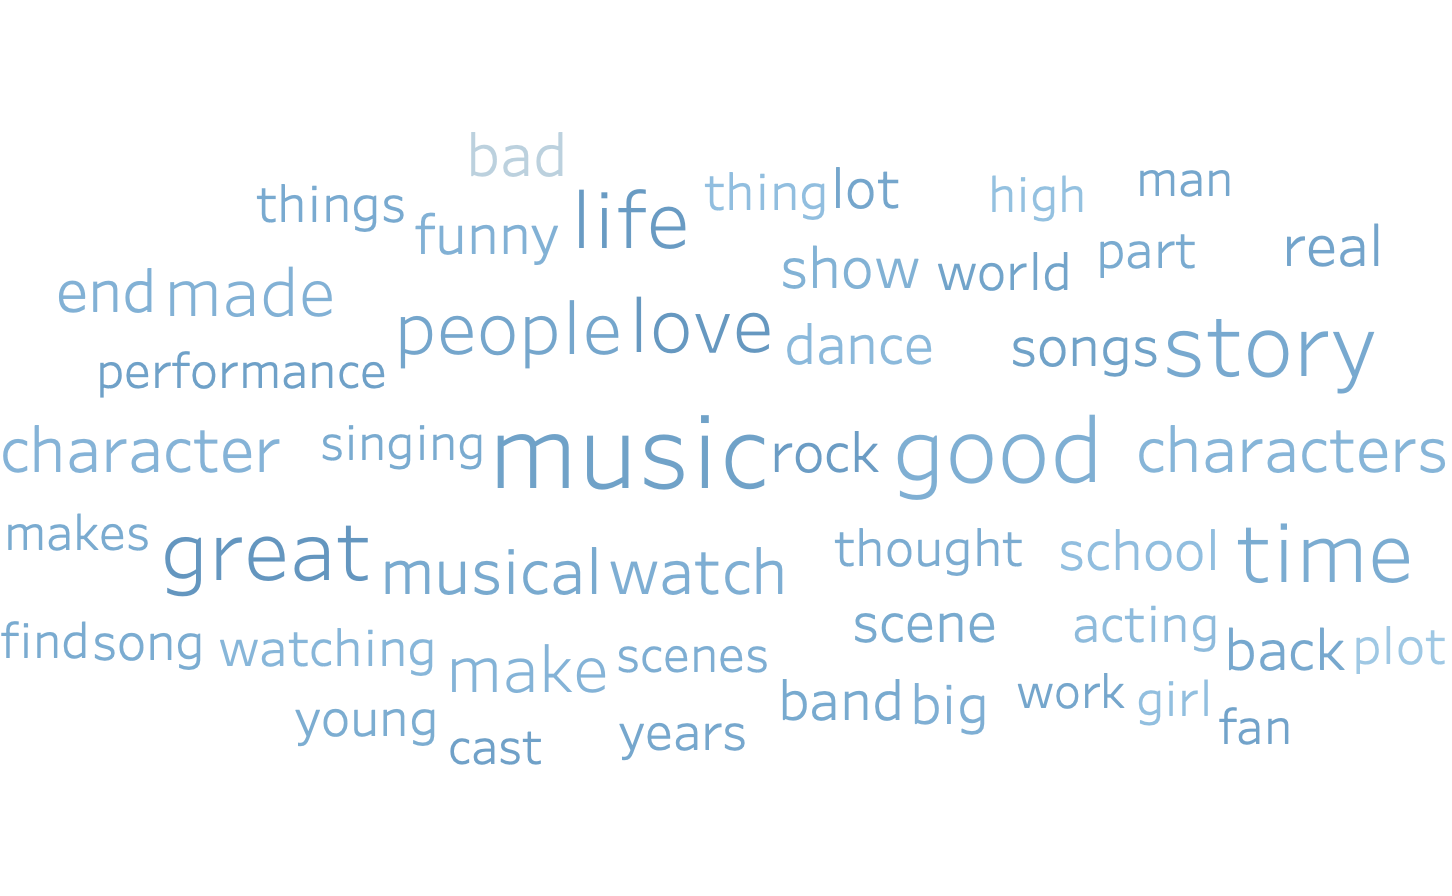 bad
things funny life thing lot high man
end made show world part real
performance people love dance songs story
character singing music rock good characters
makes great musical watch thought school time
find song watching make scenes scene acting back plot
young cast years band big work girl fan